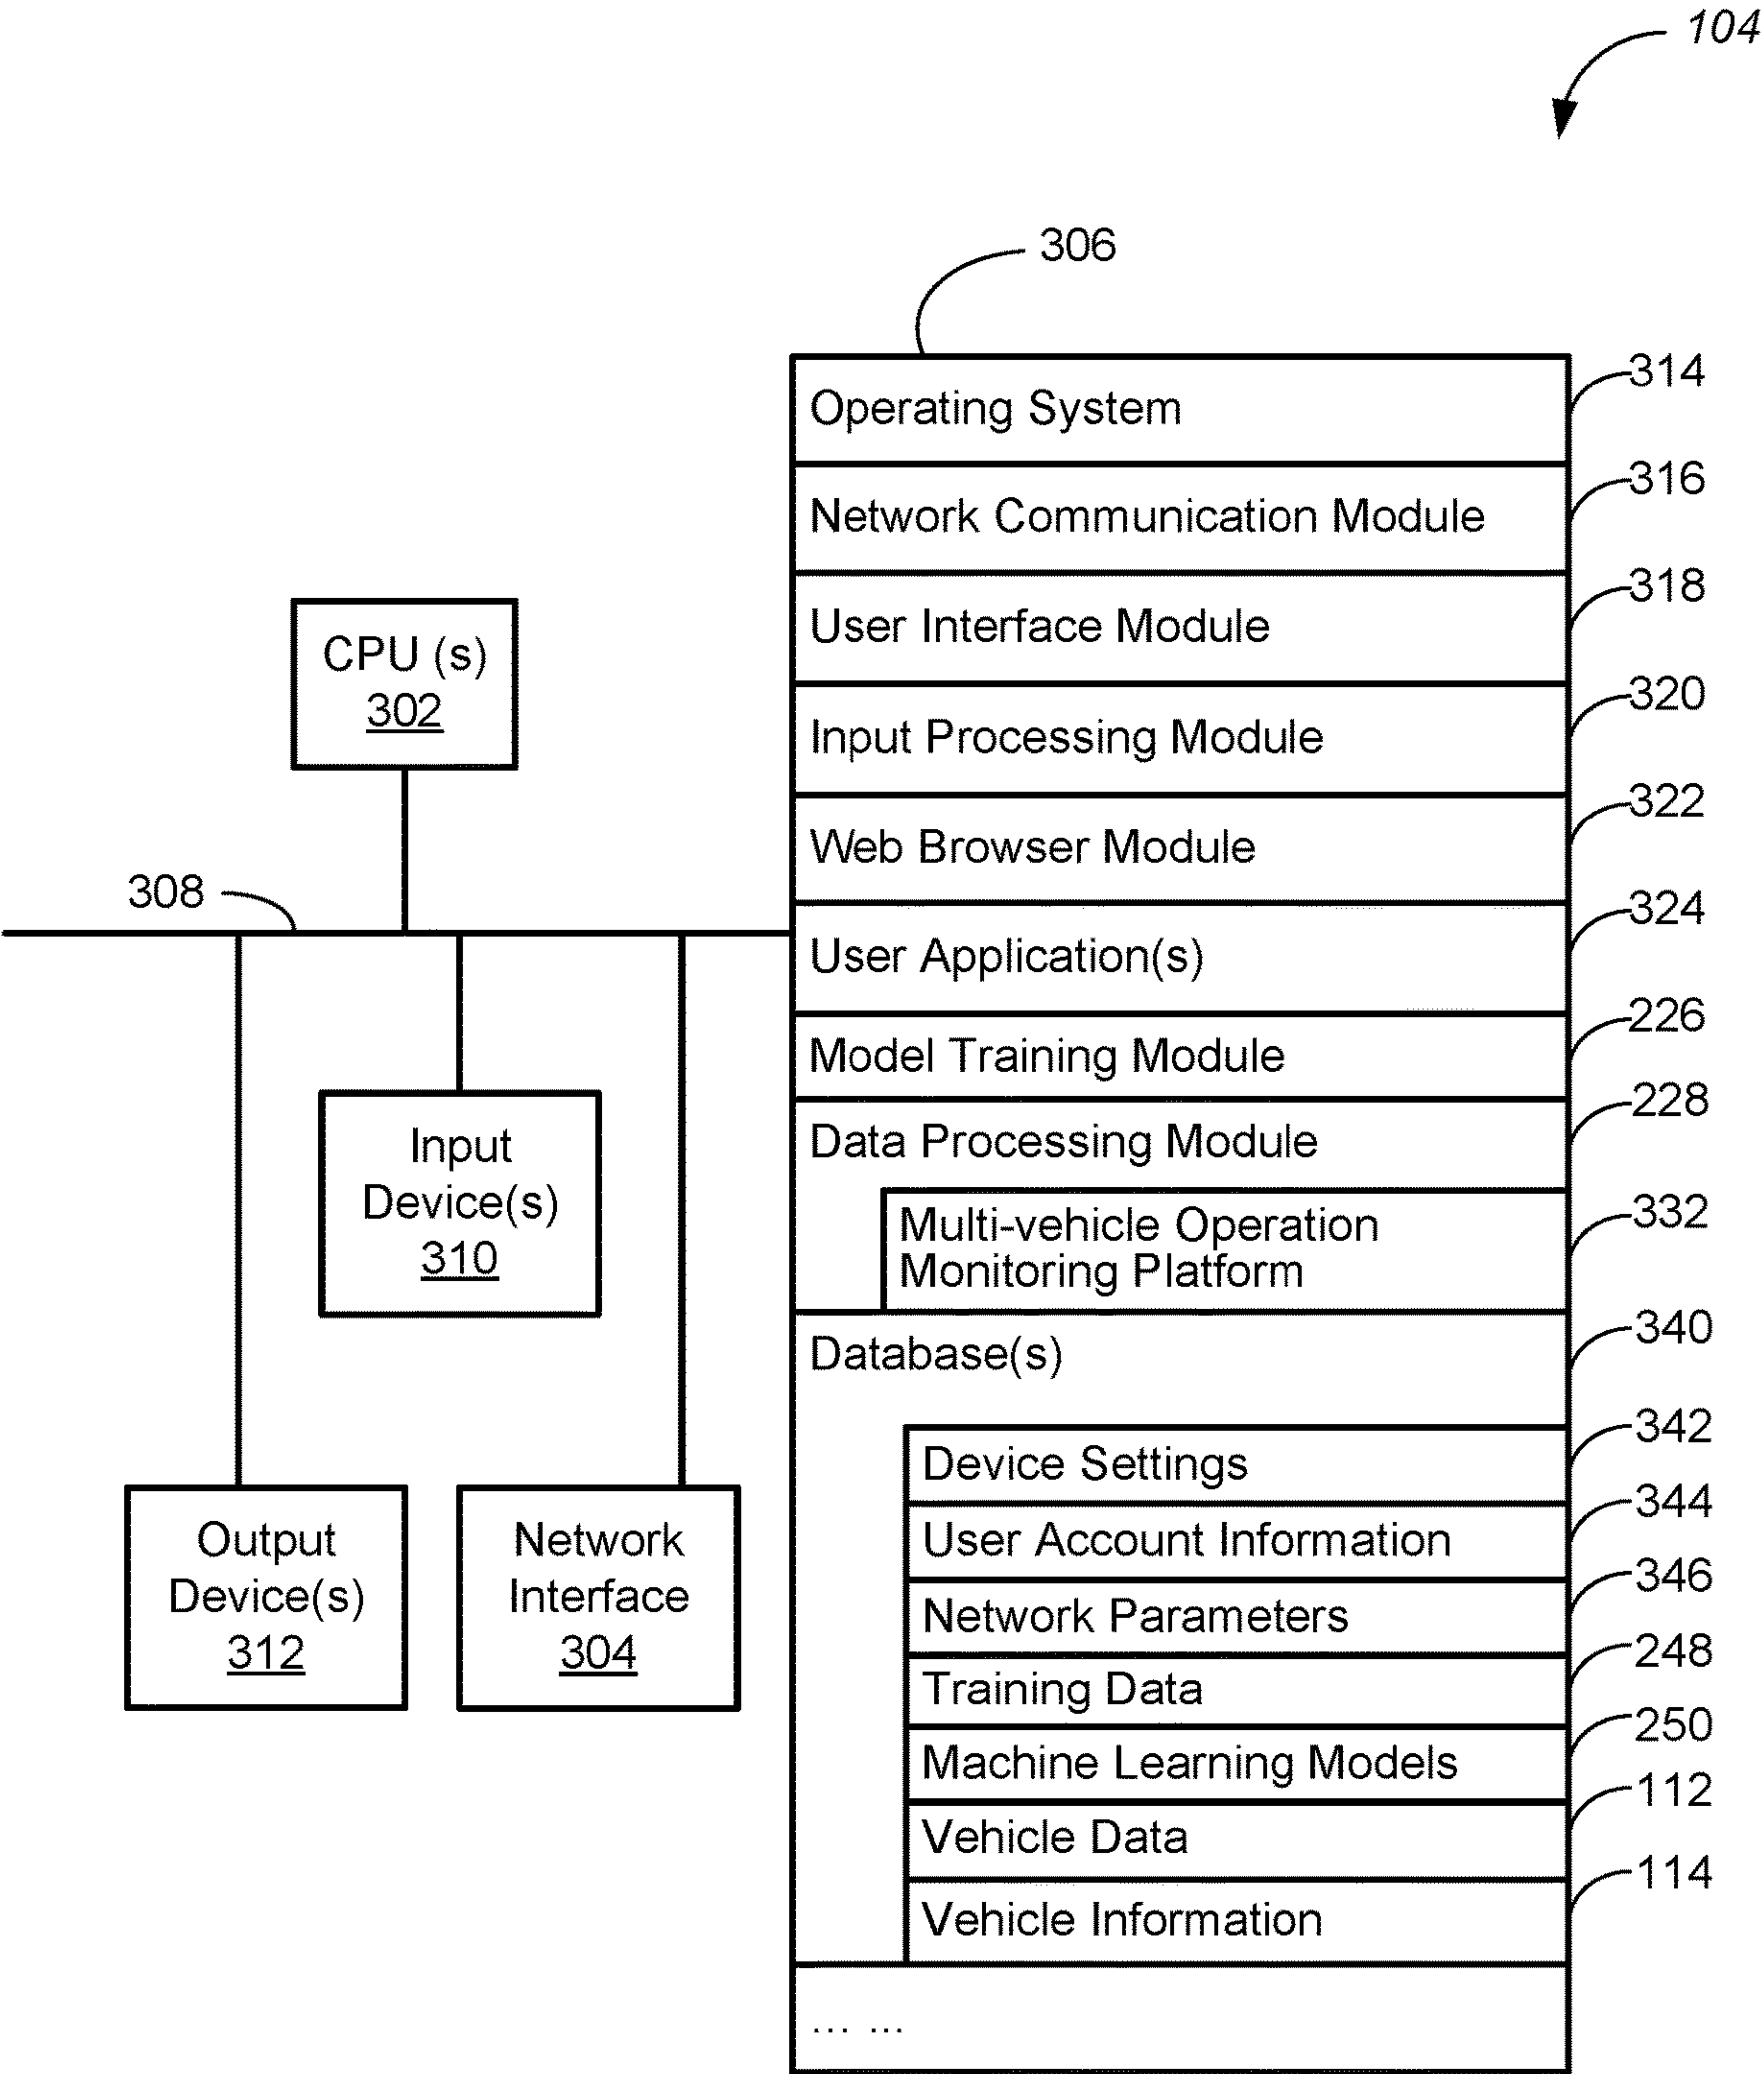 104
306
Operating System
314
Network Communication Module
316
User Interface Module
318
Input Processing Module
320
Web Browser Module
322
User Application(s)
324
Model Training Module
226
Data Processing Module
228
Multi-vehicle Operation
Monitoring Platform
332
Database(s)
340
Device Settings
342
User Account Information
344
Network Parameters
346
Training Data
248
Machine Learning Models
250
Vehicle Data
112
Vehicle Information
114
... ...
CPU (s)
302
308
Input
Device(s)
310
Output
Device(s)
312
Network
Interface
304